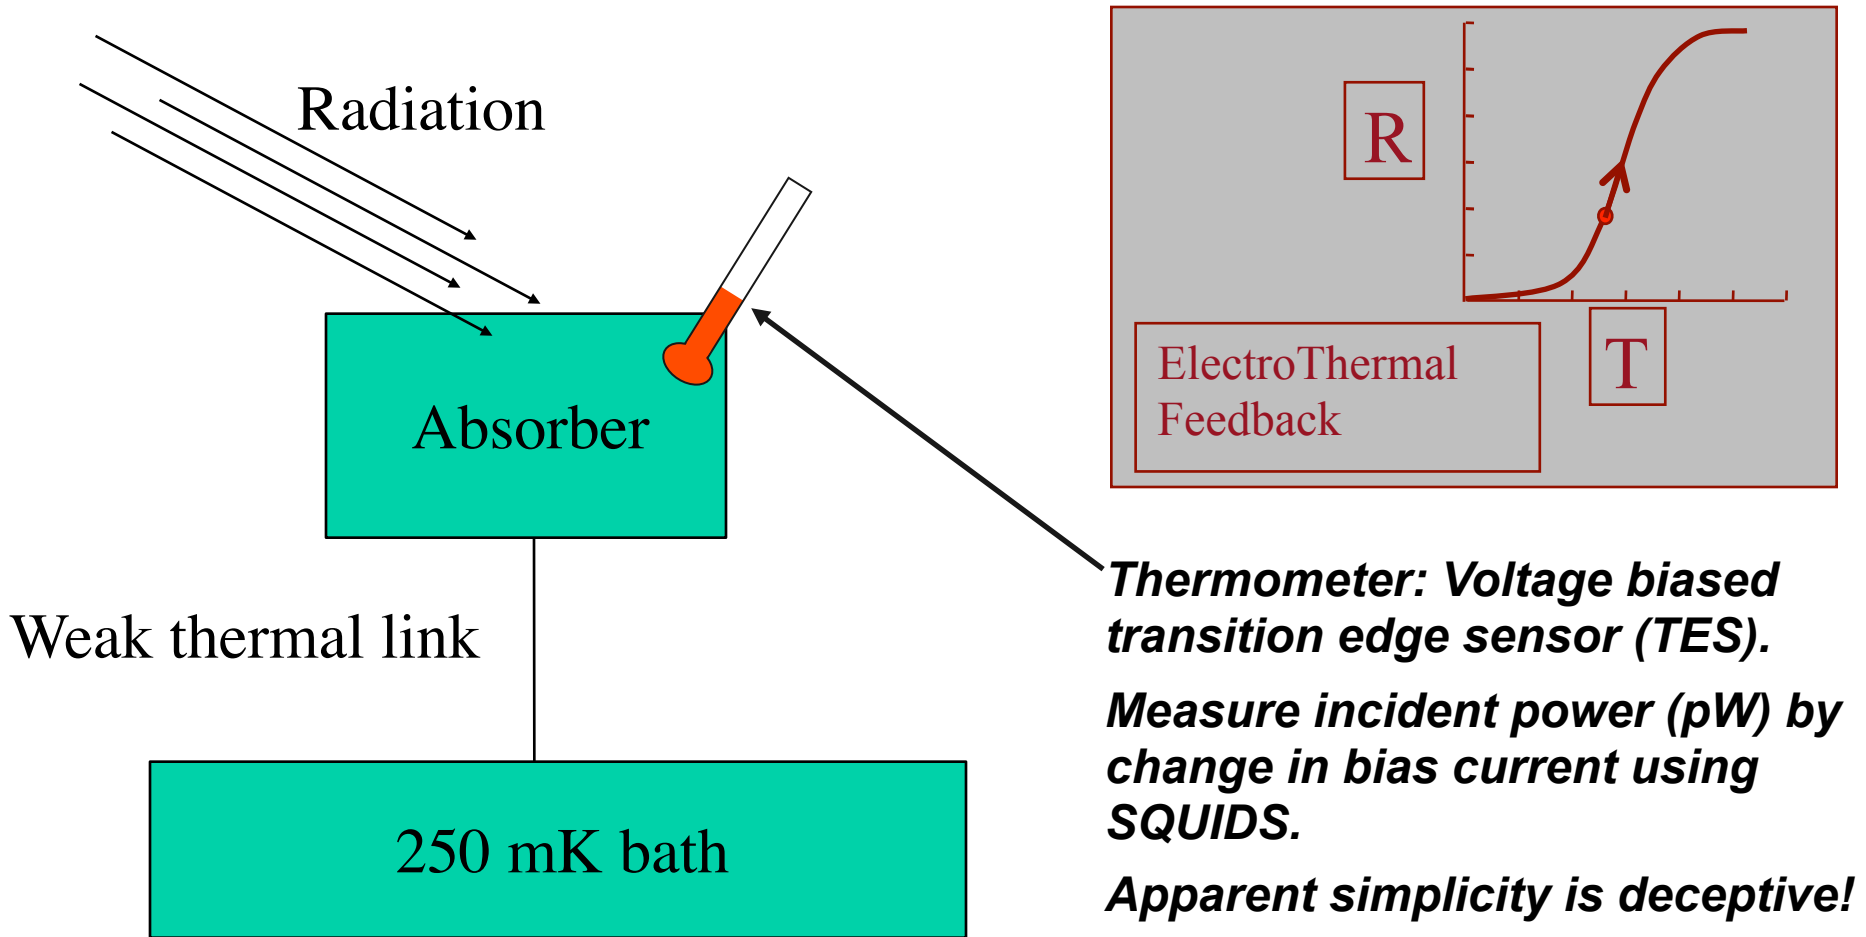 Radiation
Absorber
Weak thermal link
250 mK bath
R
T
ElectroThermal
Feedback
Thermometer: Voltage biased
transition edge sensor (TES).
Measure incident power (pW) by
change in bias current using
SQUIDS.
Apparent simplicity is deceptive!